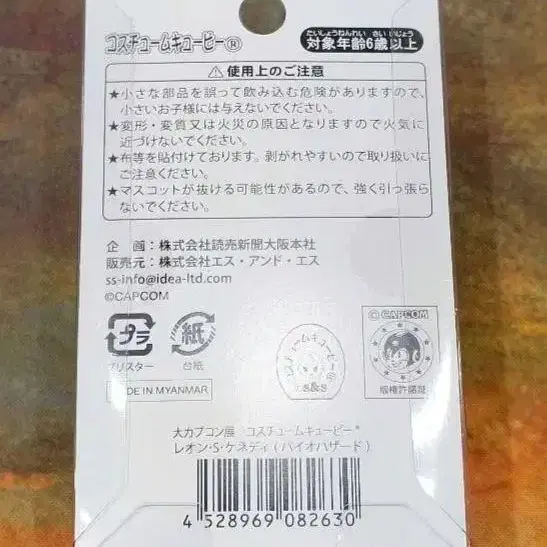 コスチュームキューピー®
たいしょうねんれい さい いじょう
対象年齢6歳以上
⚠使用上のご注意
★小さな部品を誤って飲み込む危険がありますので、
小さいお子様には与えないでください。
★変形・変質又は火災の原因となりますので火気に
近づけないでください。
★布等を貼付けております。剥がれやすいので取り扱いに
ご注意ください。
★マスコットが抜ける可能性があるので、強く引っ張ら
ないでください。
企　画：株式会社読売新聞大阪本社
販売元：株式会社エス・アンド・エス
ss-info@idea-ltd.com
©CAPCOM
プラ
ブリスター
紙
台紙
コスチュームキューピー®
s&s
© CAPCOM
版権許諾証
MADE IN MYANMAR
大カプコン展 コスチュームキューピー®
レオン・S・ケネディ（バイオハザード）
4 528969 082630